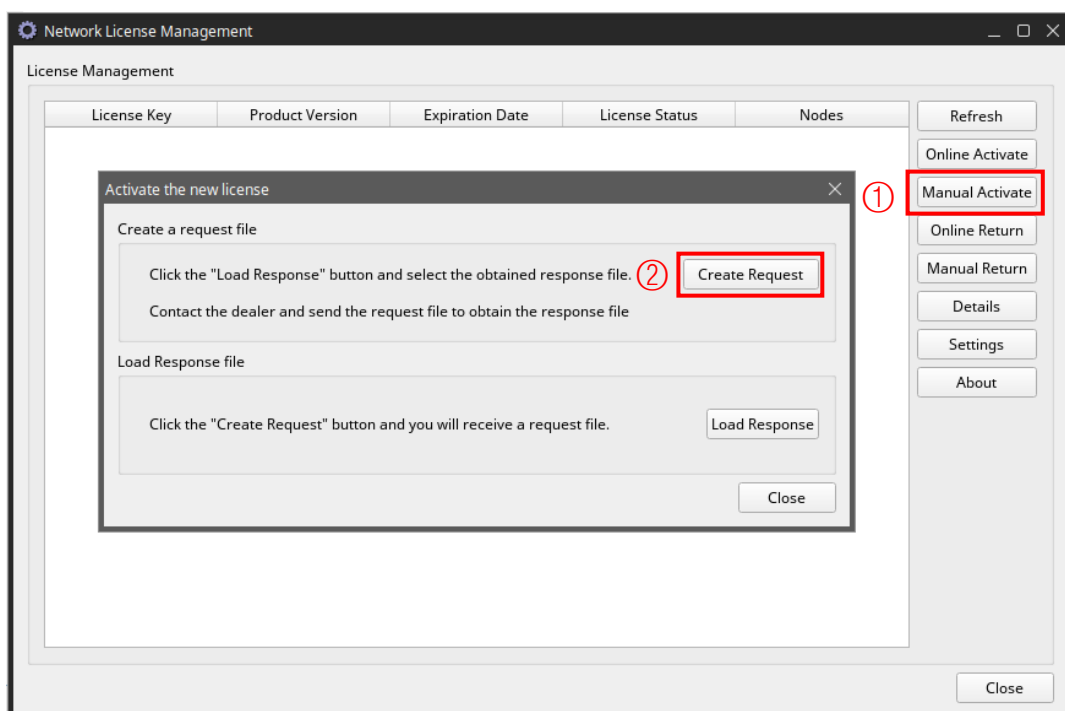 Network License Management
License Management
License Key Product Version Expiration Date License Status Nodes
Refresh
Online Activate
① Manual Activate
Online Return
Manual Return
Details
Settings
About
Activate the new license
Create a request file
Click the "Load Response" button and select the obtained response file. ② Create Request
Contact the dealer and send the request file to obtain the response file
Load Response file
Click the "Create Request" button and you will receive a request file. Load Response
Close
Close